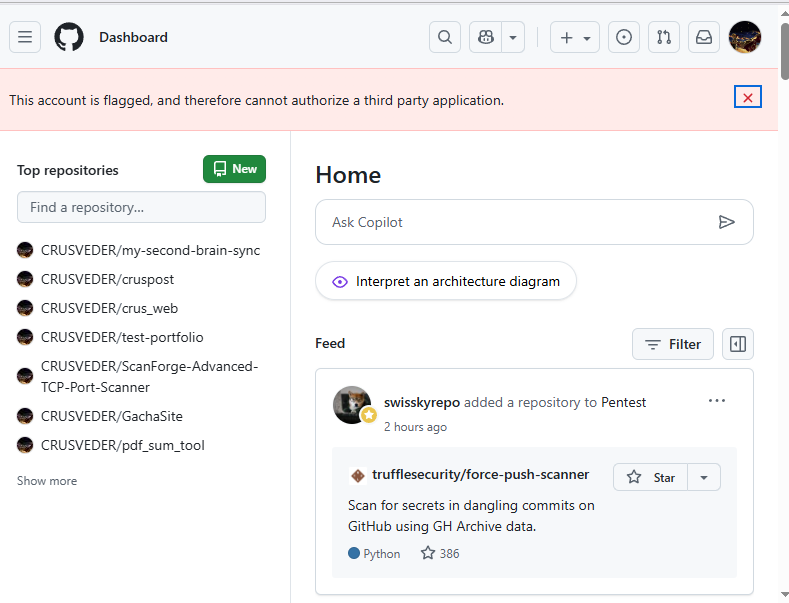 Dashboard
This account is flagged, and therefore cannot authorize a third party application.
Top repositories
New
Find a repository...
CRUSVEDER/my-second-brain-sync
CRUSVEDER/cruspost
CRUSVEDER/crus_web
CRUSVEDER/test-portfolio
CRUSVEDER/ScanForge-Advanced-
TCP-Port-Scanner
CRUSVEDER/GachaSite
CRUSVEDER/pdf_sum_tool
Show more
Home
Ask Copilot
Interpret an architecture diagram
Feed
Filter
swisskyrepo added a repository to Pentest
2 hours ago
trufflesecurity/force-push-scanner
Star
Scan for secrets in dangling commits on
GitHub using GH Archive data.
Python
386